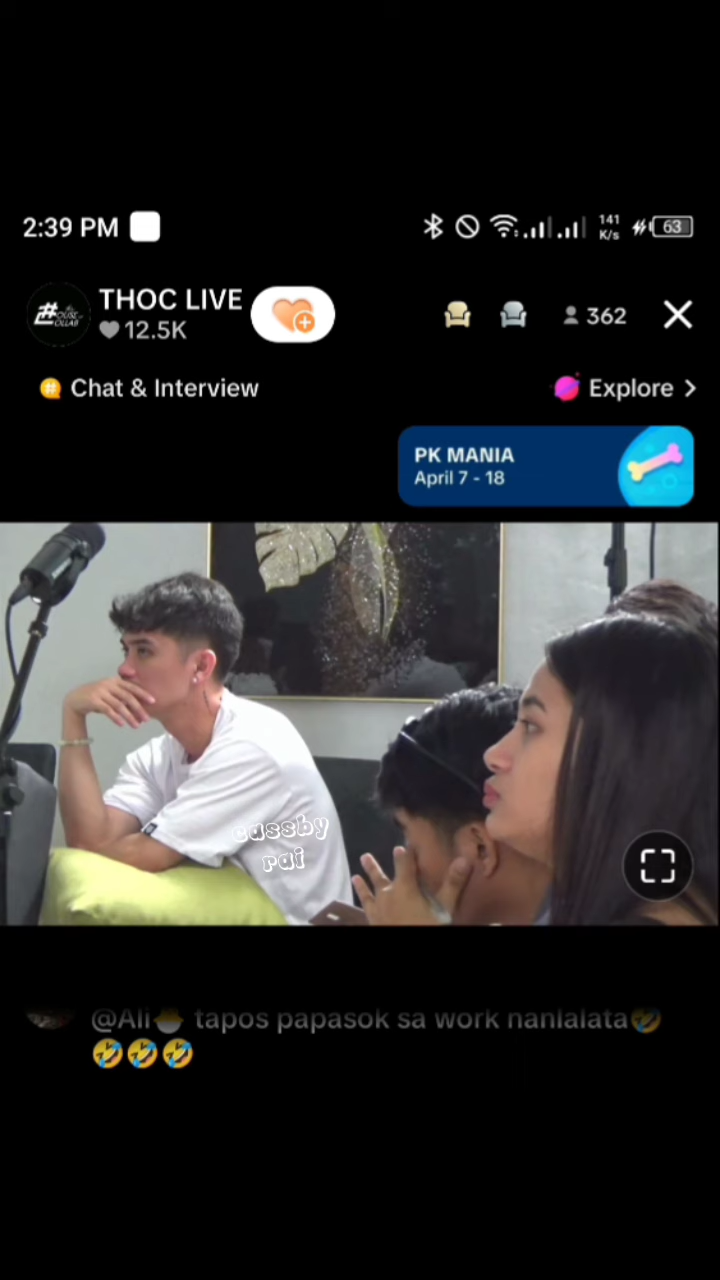 2:39 PM
141
K/s
63
THOC LIVE
12.5K
362
Chat & Interview
Explore
PK MANIA
April 7 - 18
cassby
rai
@Ali🐣 tapos papasok sa work nanlalata🤣
🤣🤣🤣